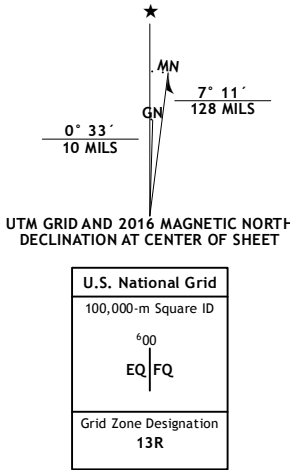 ★
MN
GN
7° 11´
128 MILS
0° 33´
10 MILS
UTM GRID AND 2016 MAGNETIC NORTH
DECLINATION AT CENTER OF SHEET
U.S. National Grid
100,000-m Square ID
⁶00
EQ FQ
Grid Zone Designation
13R